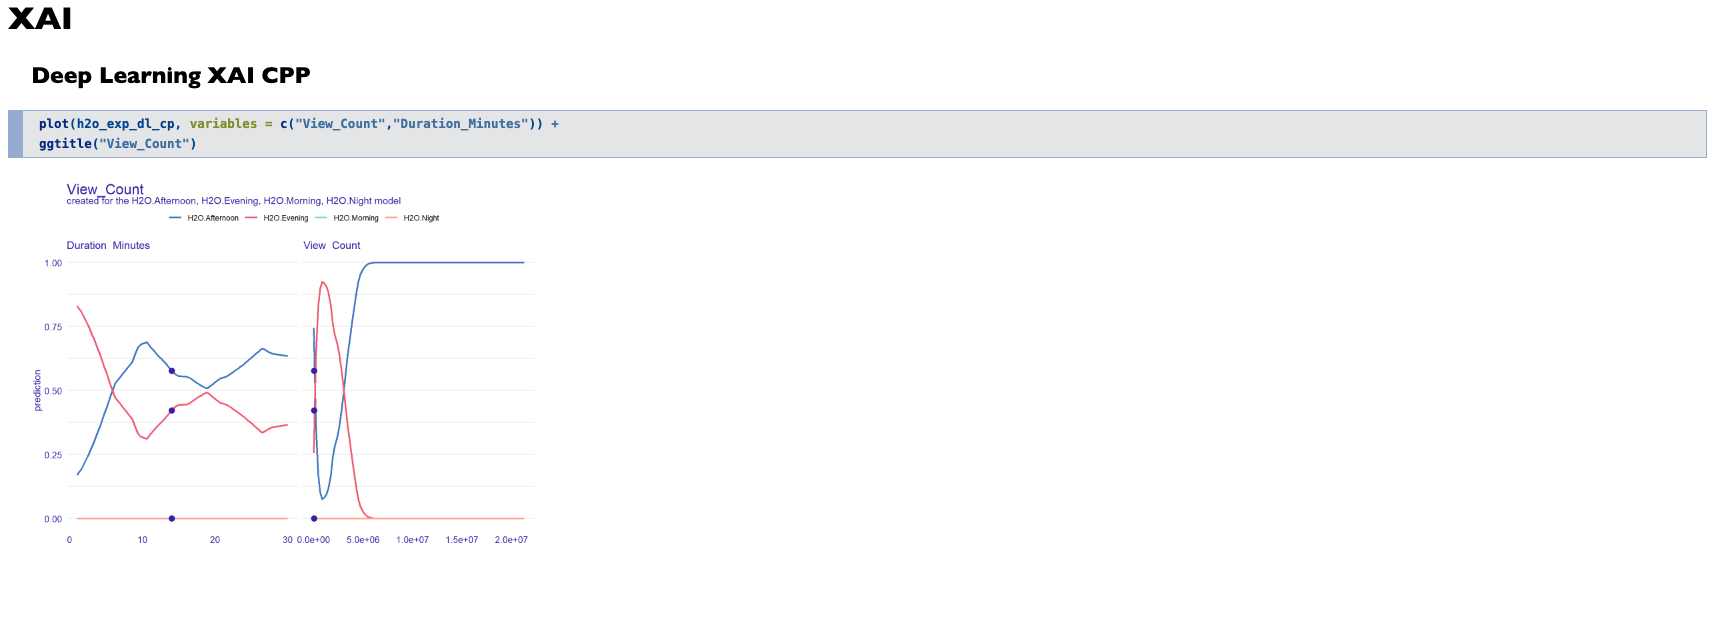 XAI
Deep Learning XAI CPP
plot(h2o_exp_dl_cp, variables = c("View_Count","Duration_Minutes")) +
ggtitle("View_Count")
View_Count
created for the H2O.Afternoon, H2O.Evening, H2O.Morning, H2O.Night model
H2O.Afternoon H2O.Evening H2O.Morning H2O.Night
Duration_Minutes View_Count
1.00
0.75
0.50
0.25
0.00
prediction
0 10 20 30 0.0e+00 5.0e+06 1.0e+07 1.5e+07 2.0e+07